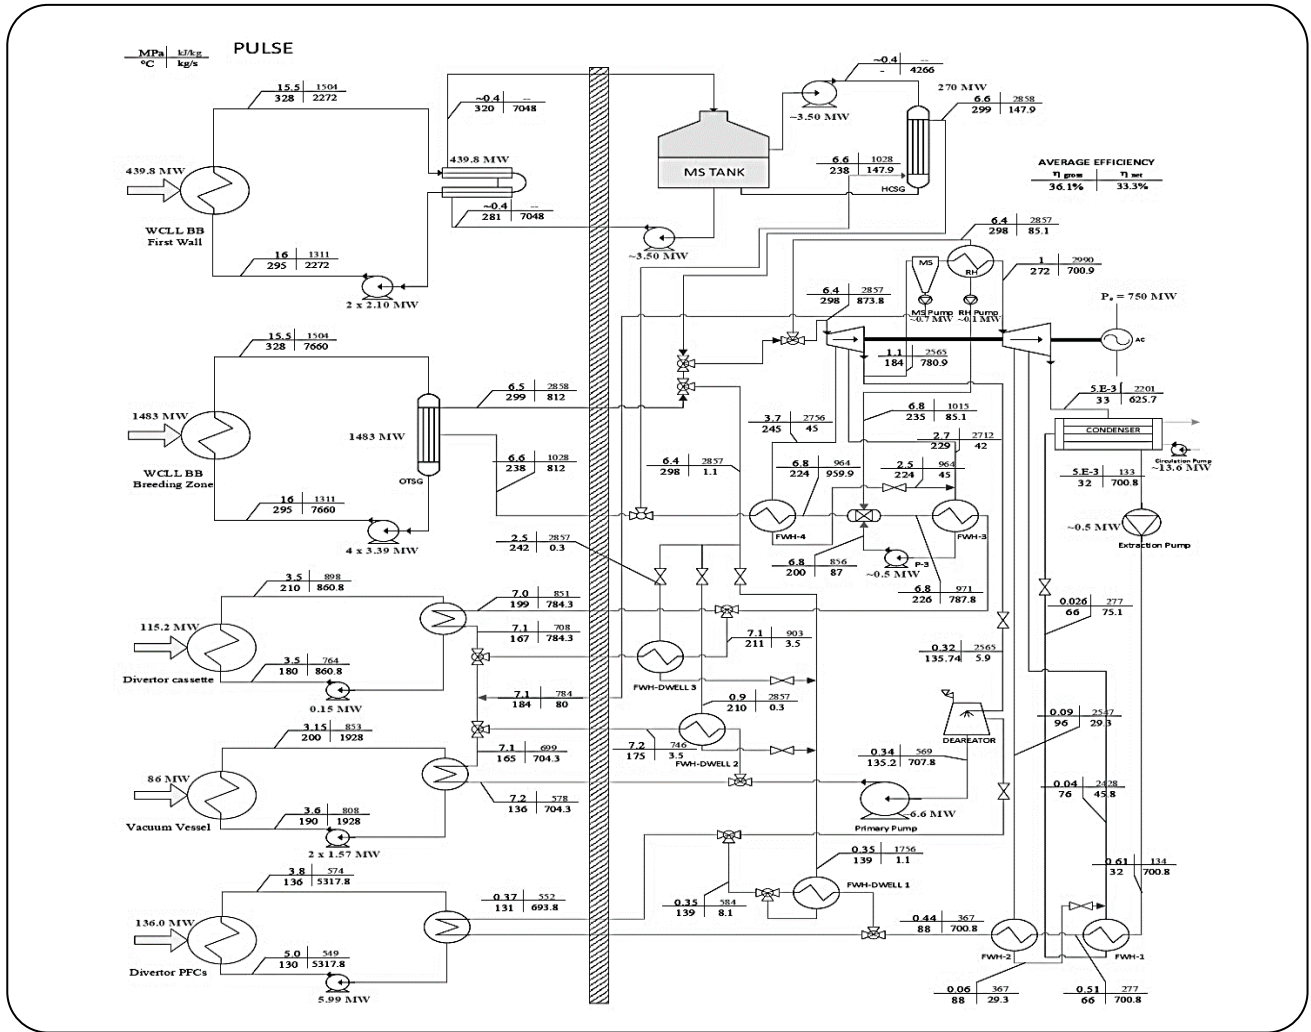 PULSE
MPa kJ/kg
°C kg/s
15.5 1504
328 2272
439.8 MW
WCLL BB
First Wall
16 1311
295 2272
2 x 2.10 MW
~0.4 --
320 7048
439.8 MW
~0.4 --
281 7048
~3.50 MW
MS TANK
~3.50 MW
~0.4 --
- 4266
270 MW
6.6 2858
299 147.9
6.6 1028
238 147.9
HCSG
AVERAGE EFFICIENCY
η gross η net
36.1% 33.3%
6.4 2857
298 85.1
MS
RH
1 2990
272 700.9
6.4 2857
298 873.8
MS Pump
~0.7 MW
RH Pump
~0.1 MW
Pe = 750 MW
AC
1.1 2565
184 780.9
5.E-3 2201
33 625.7
CONDENSER
Circulation Pump
~13.6 MW
5.E-3 133
32 700.8
~0.5 MW
Extraction Pump
15.5 1504
328 7660
1483 MW
WCLL BB
Breeding Zone
16 1311
295 7660
4 x 3.39 MW
1483 MW
OTSG
6.5 2858
299 812
6.6 1028
238 812
6.4 2857
298 1.1
3.7 2756
245 45
6.8 1015
235 85.1
2.7 2712
229 42
6.8 964
224 959.9
2.5 964
224 45
FWH-4
FWH-3
P-3
~0.5 MW
6.8 856
200 87
6.8 971
226 787.8
2.5 2857
242 0.3
3.5 898
210 860.8
115.2 MW
Divertor cassette
3.5 764
180 860.8
0.15 MW
7.0 851
199 784.3
7.1 708
167 784.3
7.1 784
184 80
7.1 903
211 3.5
FWH-DWELL 3
0.9 2857
210 0.3
7.2 746
175 3.5
FWH-DWELL 2
0.026 277
66 75.1
0.32 2565
135.74 5.9
DEAREATOR
0.34 569
135.2 707.8
~6.6 MW
Primary Pump
0.09 2547
96 29.3
0.04 2428
76 45.8
3.15 853
200 1928
86 MW
Vacuum Vessel
3.6 808
190 1928
2 x 1.57 MW
7.1 699
165 704.3
7.2 578
136 704.3
0.35 1756
139 1.1
FWH-DWELL 1
0.61 134
32 700.8
3.8 574
136 5317.8
136.0 MW
Divertor PFCs
5.0 549
130 5317.8
5.99 MW
0.37 552
131 693.8
0.35 584
139 8.1
0.44 367
88 700.8
FWH-2
FWH-1
0.06 367
88 29.3
0.51 277
66 700.8